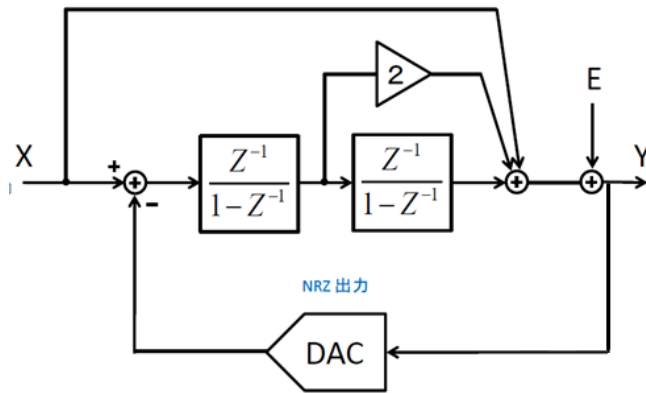 2
E
X
Y
+
Z^{-1}
1 - Z^{-1}
Z^{-1}
1 - Z^{-1}
+
+
+
-
NRZ 出力
DAC